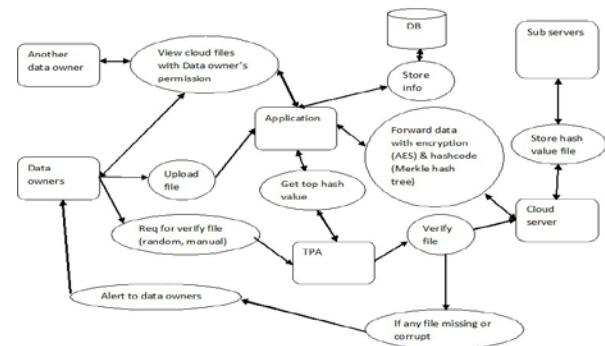 DB
Sub servers
Another
data owner
View cloud files
with Data owner's
permission
Store
info
Application
Forward data
with encryption
(AES) & hashcode
(Merkle hash
tree)
Store hash
value file
Data
owners
Upload
file
Get top hash
value
Cloud
server
Req for verify file
(random, manual)
TPA
Verify
file
Alert to data owners
If any file missing or
corrupt